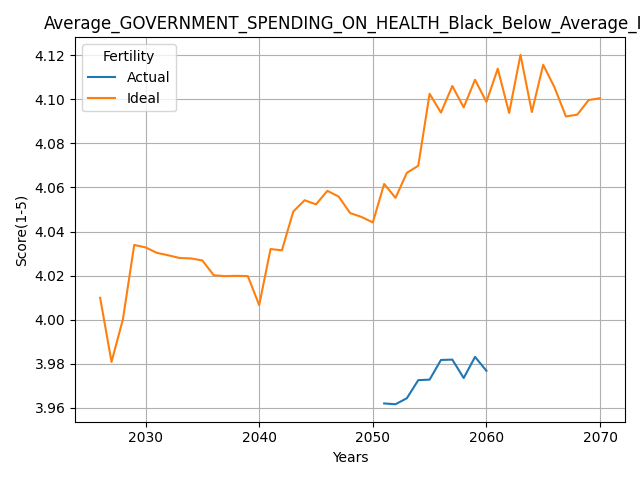 Average_GOVERNMENT_SPENDING_ON_HEALTH_Black_Below_Average_I
Fertility
Actual
Ideal
4.12
4.10
4.08
4.06
4.04
4.02
4.00
3.98
3.96
Score(1-5)
2030 2040 2050 2060 2070
Years